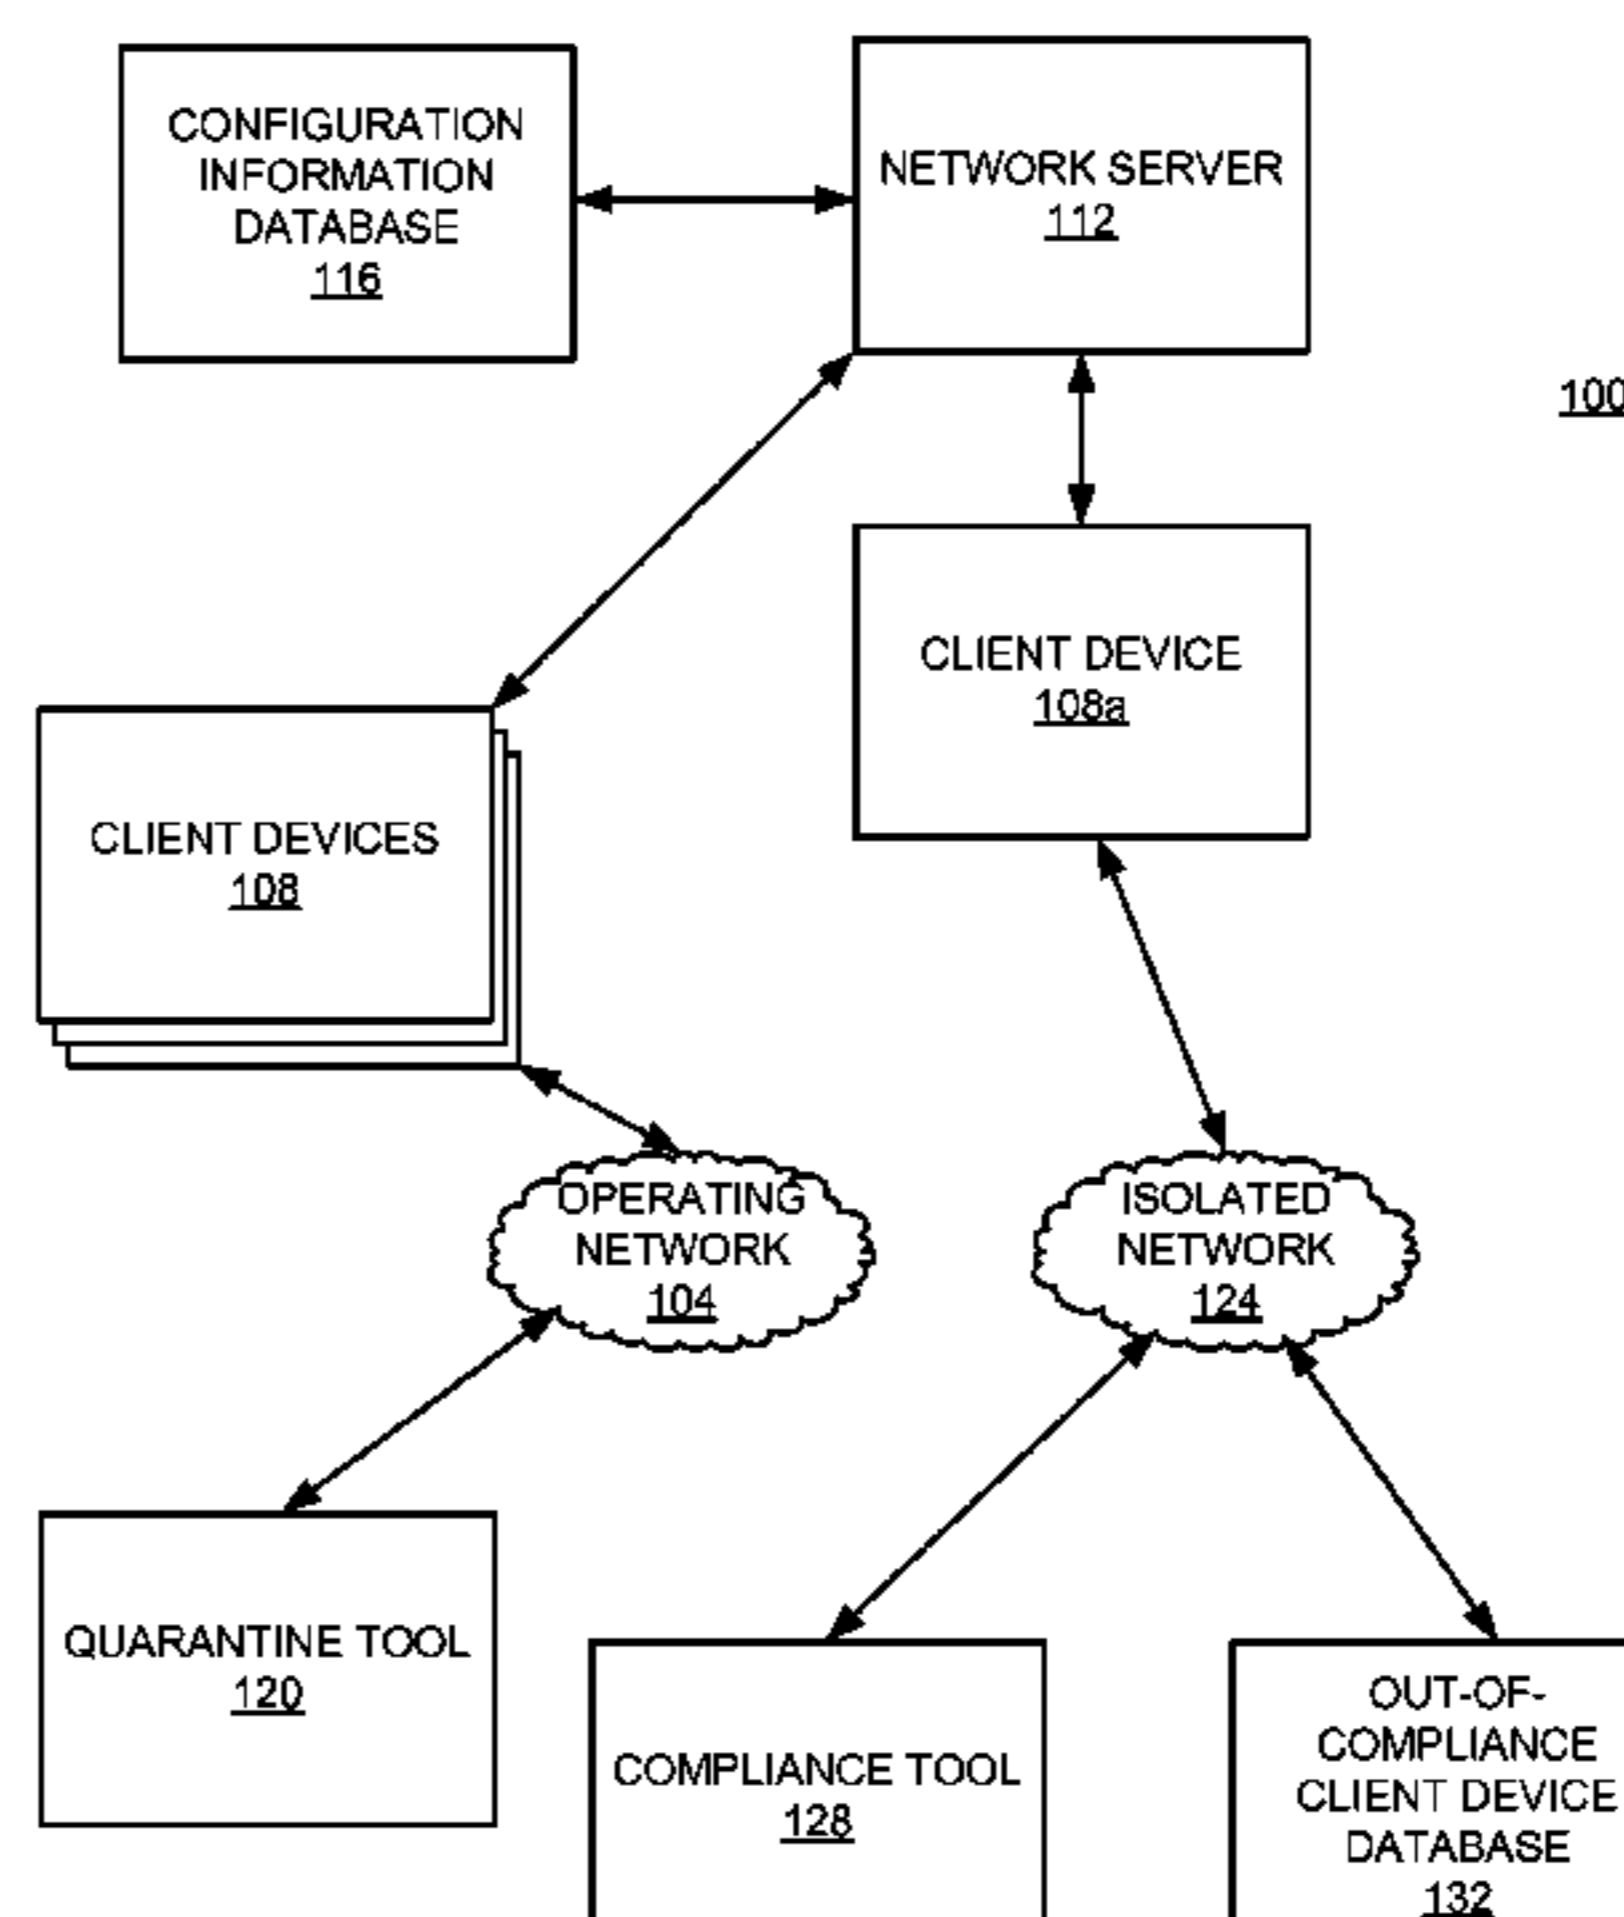 CONFIGURATION
INFORMATION
DATABASE
116
NETWORK SERVER
112
100
CLIENT DEVICE
108a
CLIENT DEVICES
108
OPERATING
NETWORK
104
ISOLATED
NETWORK
124
QUARANTINE TOOL
120
COMPLIANCE TOOL
128
OUT-OF-
COMPLIANCE
CLIENT DEVICE
DATABASE
132